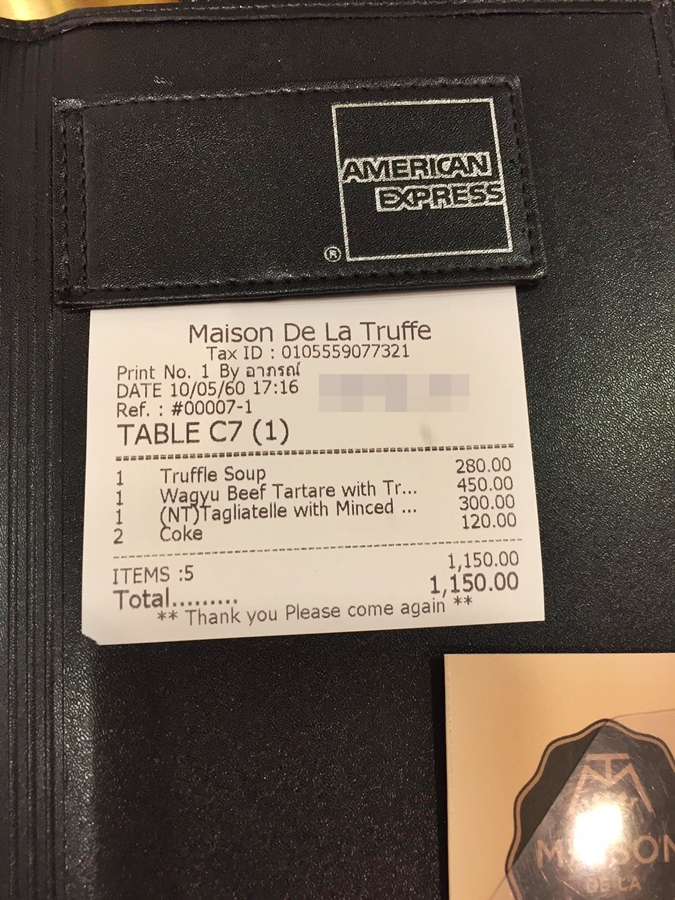 AMERICAN
EXPRESS
®
Maison De La Truffe
Tax ID : 0105559077321
Print No. 1 By อาภรณ์
DATE 10/05/60 17:16
Ref. : #00007-1
TABLE C7 (1)
1 Truffle Soup 280.00
1 Wagyu Beef Tartare with Tr... 450.00
1 (NT)Tagliatelle with Minced ... 300.00
2 Coke 120.00
ITEMS :5 1,150.00
Total......... 1,150.00
** Thank you Please come again **
DE LA